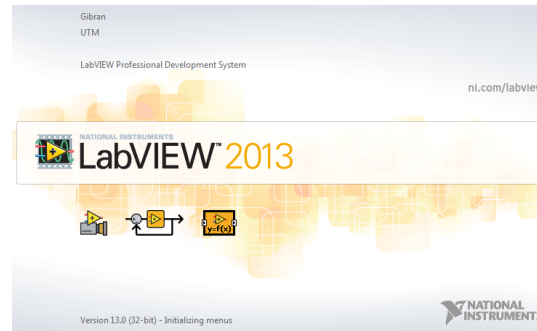 Gibran
UTM
LabVIEW Professional Development System
ni.com/labview
NATIONAL INSTRUMENTS
LabVIEW™ 2013
y=f(x)
Version 13.0 (32-bit) - Initializing menus
NATIONAL
INSTRUMENTS